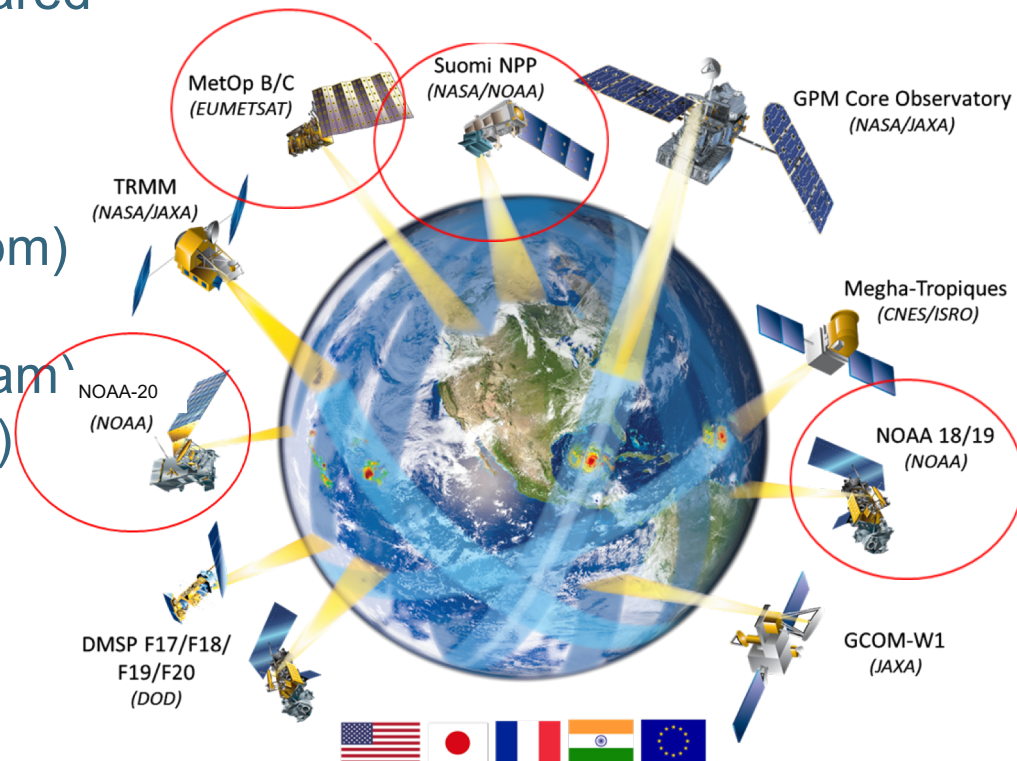 MetOp B/C
(EUMETSAT)
Suomi NPP
(NASA/NOAA)
GPM Core Observatory
(NASA/JAXA)
TRMM
(NASA/JAXA)
om)
Megha-Tropiques
(CNES/ISRO)
am
NOAA-20
(NOAA)
)
NOAA 18/19
(NOAA)
DMSP F17/F18/
F19/F20
(DOD)
GCOM-W1
(JAXA)